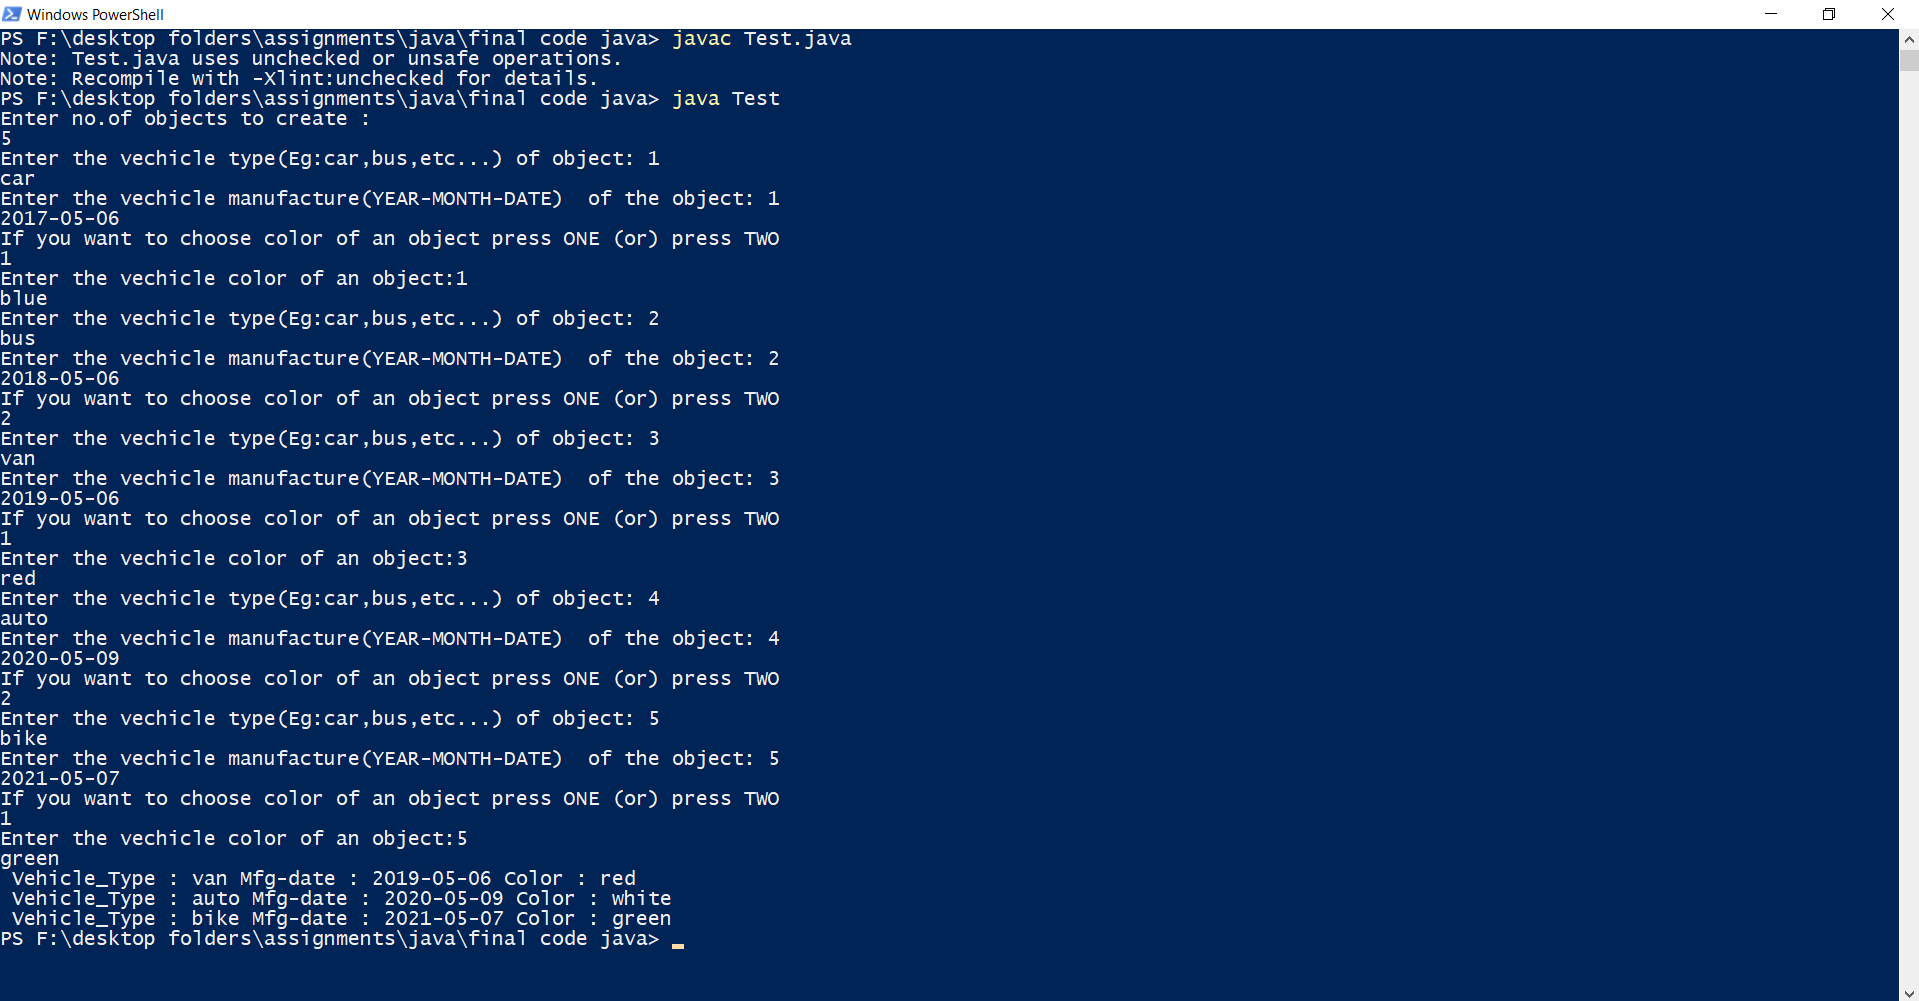 Windows PowerShell
PS F:\desktop folders\assignments\java\final code java> javac Test.java
Note: Test.java uses unchecked or unsafe operations.
Note: Recompile with -Xlint:unchecked for details.
PS F:\desktop folders\assignments\java\final code java> java Test
Enter no.of objects to create :
5
Enter the vechicle type(Eg:car,bus,etc...) of object: 1
car
Enter the vechicle manufacture(YEAR-MONTH-DATE)  of the object: 1
2017-05-06
If you want to choose color of an object press ONE (or) press TWO
1
Enter the vechicle color of an object:1
blue
Enter the vechicle type(Eg:car,bus,etc...) of object: 2
bus
Enter the vechicle manufacture(YEAR-MONTH-DATE)  of the object: 2
2018-05-06
If you want to choose color of an object press ONE (or) press TWO
2
Enter the vechicle type(Eg:car,bus,etc...) of object: 3
van
Enter the vechicle manufacture(YEAR-MONTH-DATE)  of the object: 3
2019-05-06
If you want to choose color of an object press ONE (or) press TWO
1
Enter the vechicle color of an object:3
red
Enter the vechicle type(Eg:car,bus,etc...) of object: 4
auto
Enter the vechicle manufacture(YEAR-MONTH-DATE)  of the object: 4
2020-05-09
If you want to choose color of an object press ONE (or) press TWO
2
Enter the vechicle type(Eg:car,bus,etc...) of object: 5
bike
Enter the vechicle manufacture(YEAR-MONTH-DATE)  of the object: 5
2021-05-07
If you want to choose color of an object press ONE (or) press TWO
1
Enter the vechicle color of an object:5
green
 Vehicle_Type : van Mfg-date : 2019-05-06 Color : red
 Vehicle_Type : auto Mfg-date : 2020-05-09 Color : white
 Vehicle_Type : bike Mfg-date : 2021-05-07 Color : green
PS F:\desktop folders\assignments\java\final code java> _